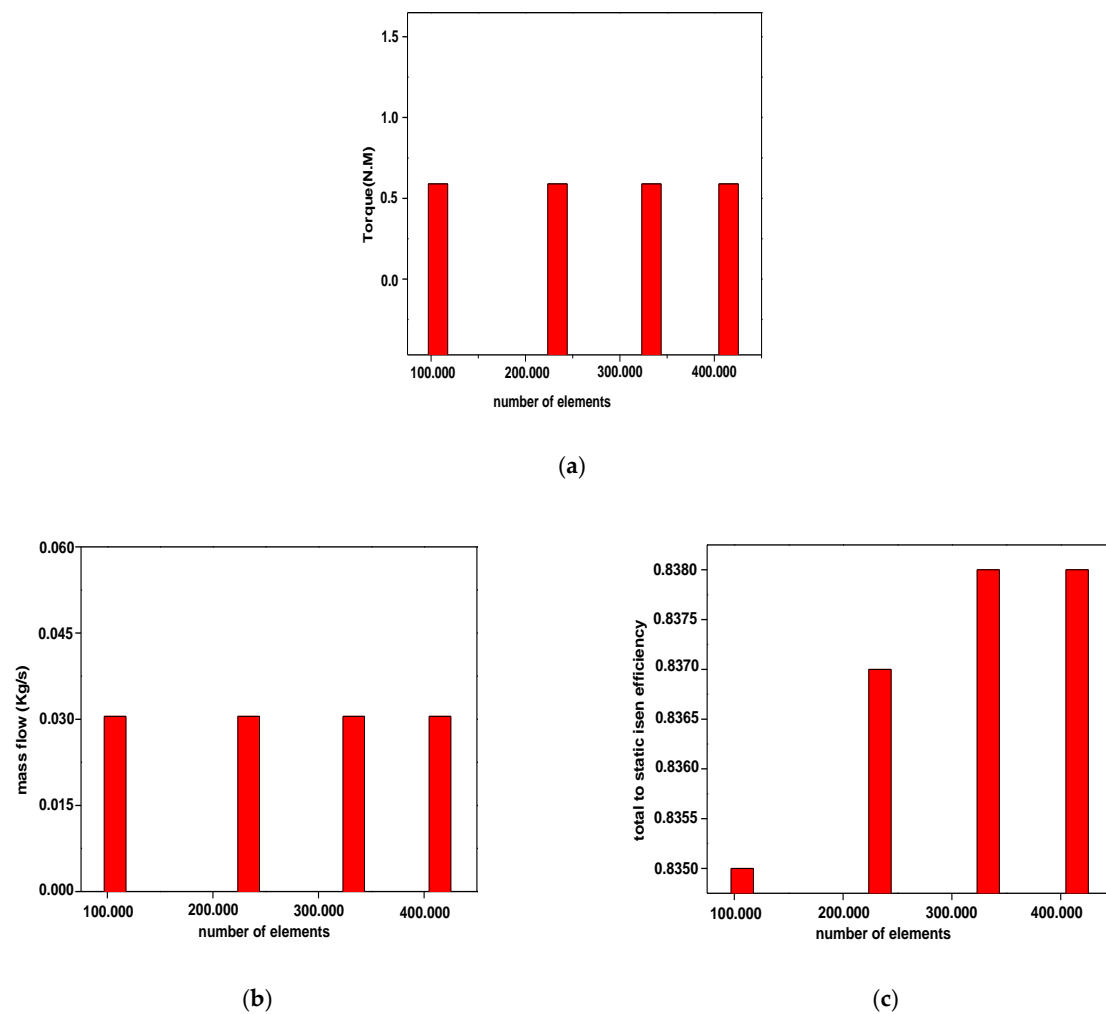 1.5
1.0
0.5
0.0
Torque(N.M)
100.000 200.000 300.000 400.000
number of elements
(a)
0.060
0.045
0.030
0.015
0.000
mass flow (Kg/s)
100.000 200.000 300.000 400.000
number of elements
(b)
0.8380
0.8375
0.8370
0.8365
0.8360
0.8355
0.8350
total to static isen efficiency
100.000 200.000 300.000 400.000
number of elements
(c)